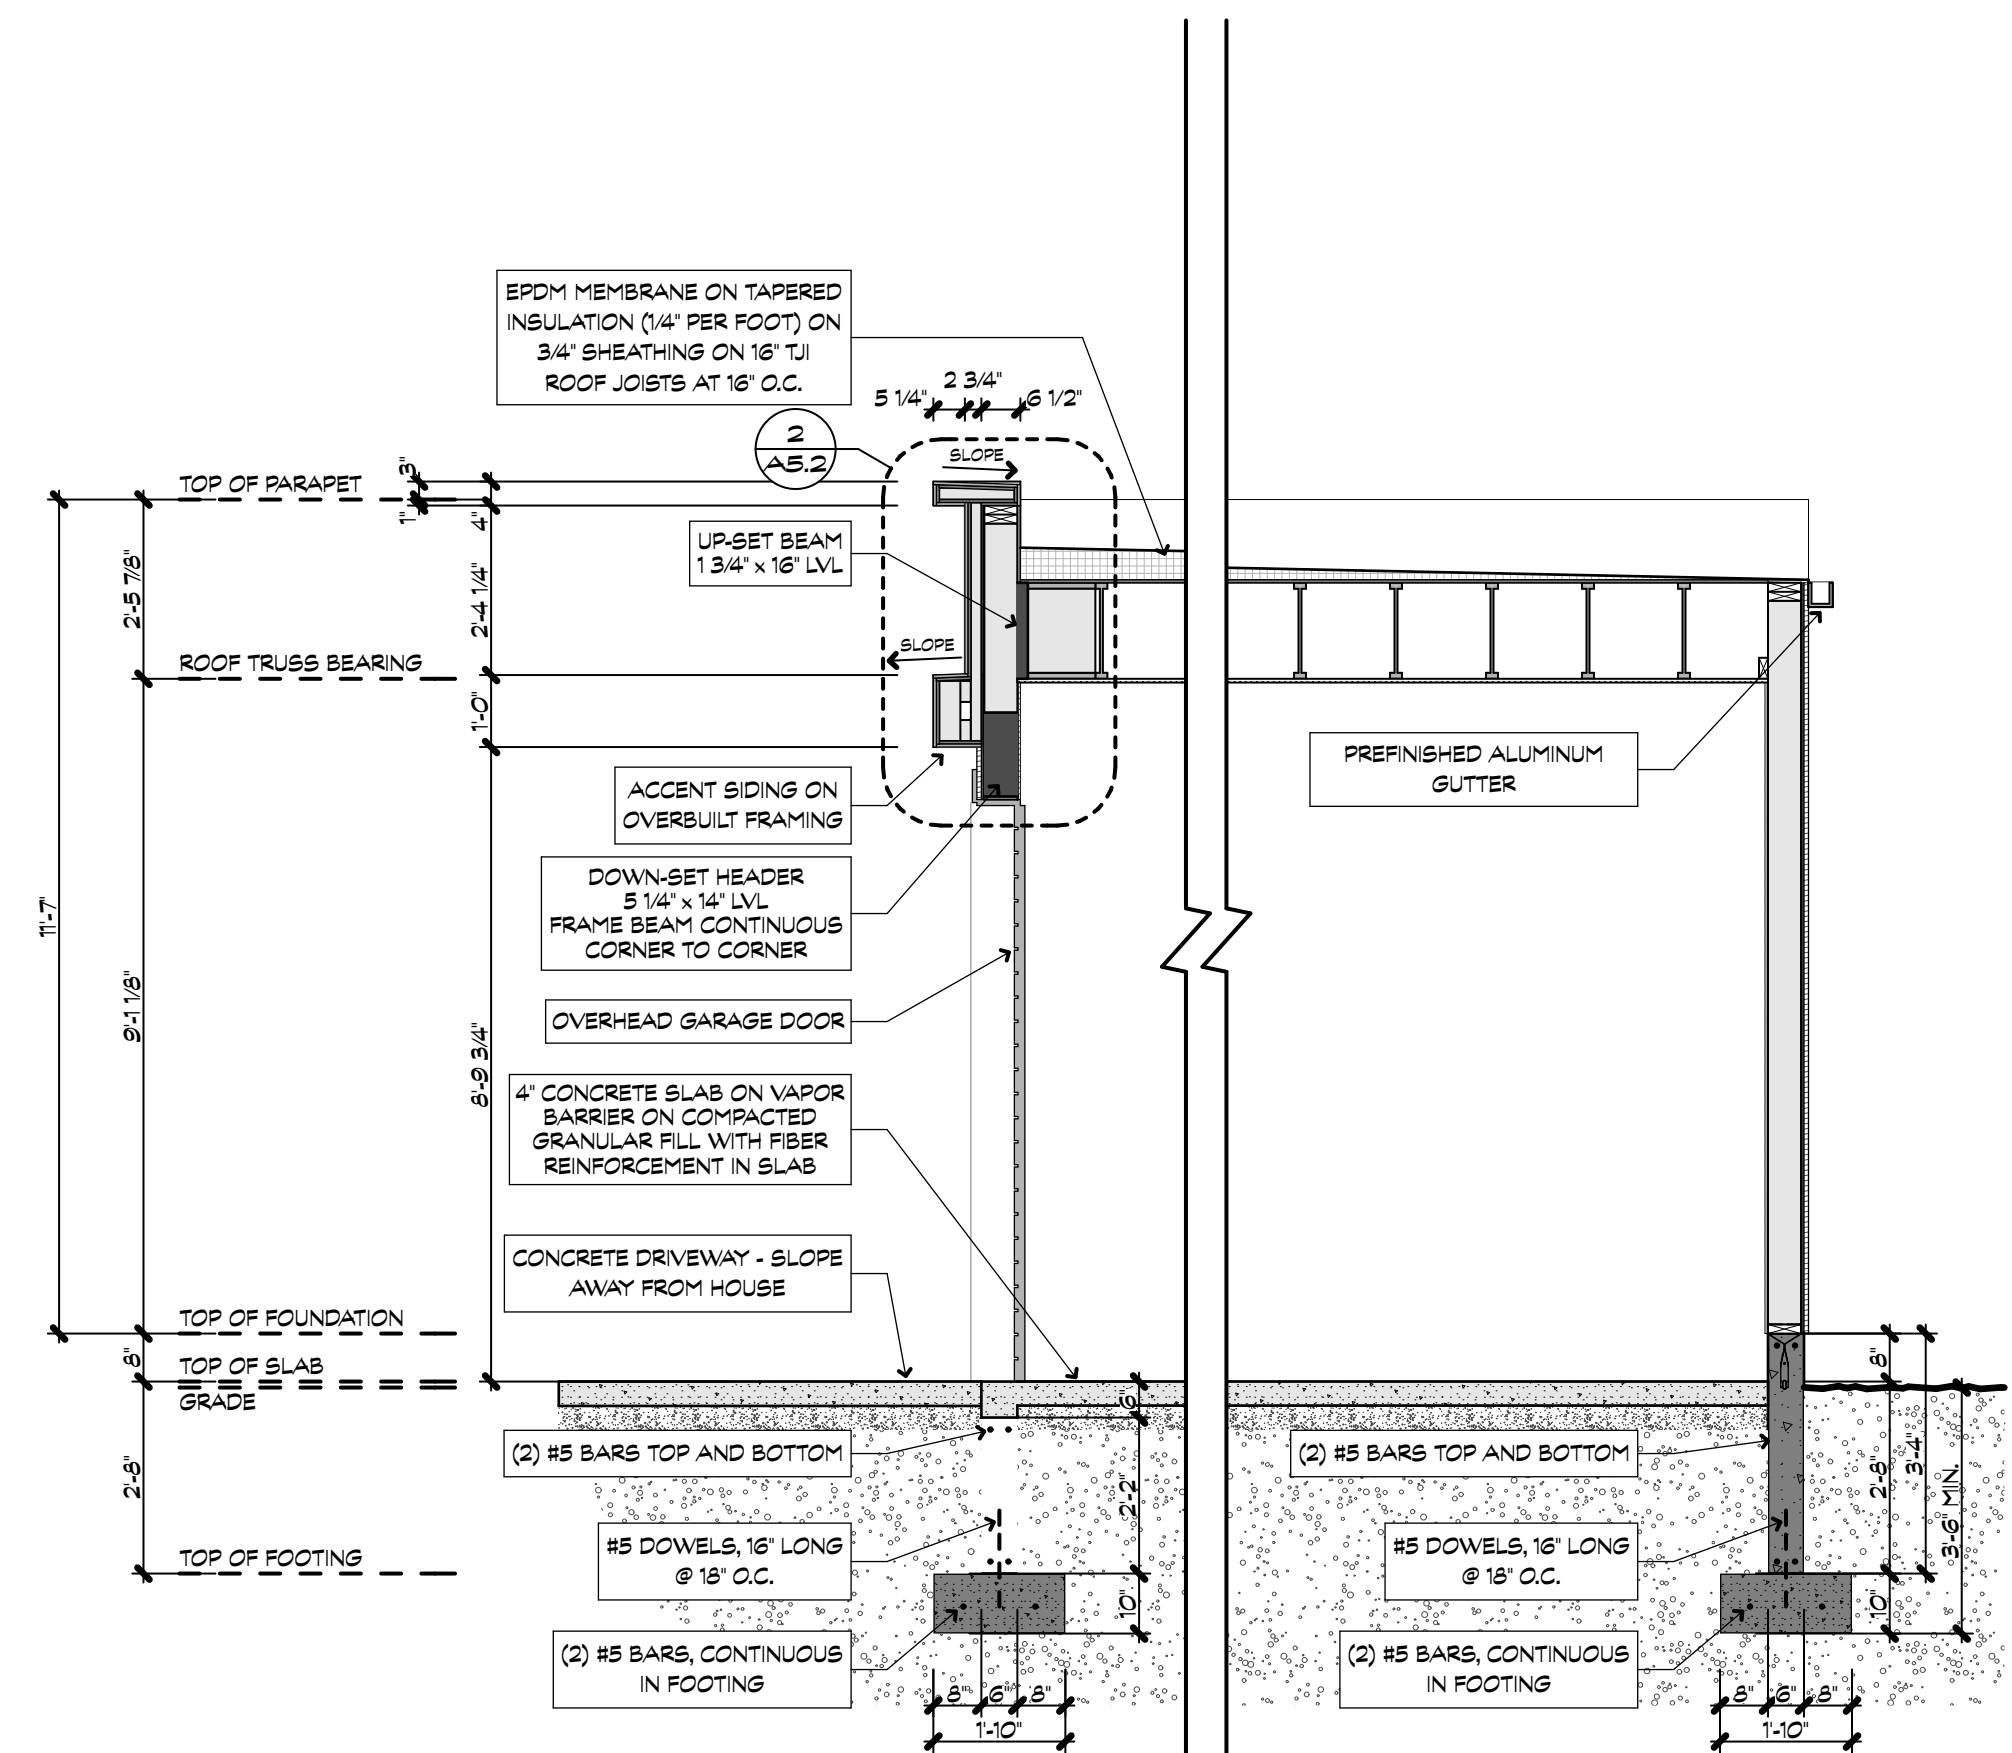 EPDM MEMBRANE ON TAPERED
INSULATION (1/4" PER FOOT) ON
3/4" SHEATHING ON 16" TJI
ROOF JOISTS AT 16" O.C.
2 3/4"
5 1/4"
6 1/2"
2
A5.2
SLOPE
TOP OF PARAPET
3"
1"
4"
UP-SET BEAM
1 3/4" x 16" LVL
2'-5 7/8"
2'-4 1/4"
SLOPE
ROOF TRUSS BEARING
1'-0"
PREFINISHED ALUMINUM
GUTTER
ACCENT SIDING ON
OVERBUILT FRAMING
DOWN-SET HEADER
5 1/4" x 14" LVL
FRAME BEAM CONTINUOUS
CORNER TO CORNER
11'-7"
9'-1 1/8"
8'-9 3/4"
OVERHEAD GARAGE DOOR
4" CONCRETE SLAB ON VAPOR
BARRIER ON COMPACTED
GRANULAR FILL WITH FIBER
REINFORCEMENT IN SLAB
CONCRETE DRIVEWAY - SLOPE
AWAY FROM HOUSE
TOP OF FOUNDATION
8"
TOP OF SLAB
GRADE
8"
6"
(2) #5 BARS TOP AND BOTTOM
(2) #5 BARS TOP AND BOTTOM
2'-8"
2'-2"
2'-8"
3'-4"
3'-6" MIN.
#5 DOWELS, 16" LONG
@ 18" O.C.
#5 DOWELS, 16" LONG
@ 18" O.C.
TOP OF FOOTING
10"
10"
(2) #5 BARS, CONTINUOUS
IN FOOTING
(2) #5 BARS, CONTINUOUS
IN FOOTING
8" 6" 8"
1'-10"
8" 6" 8"
1'-10"